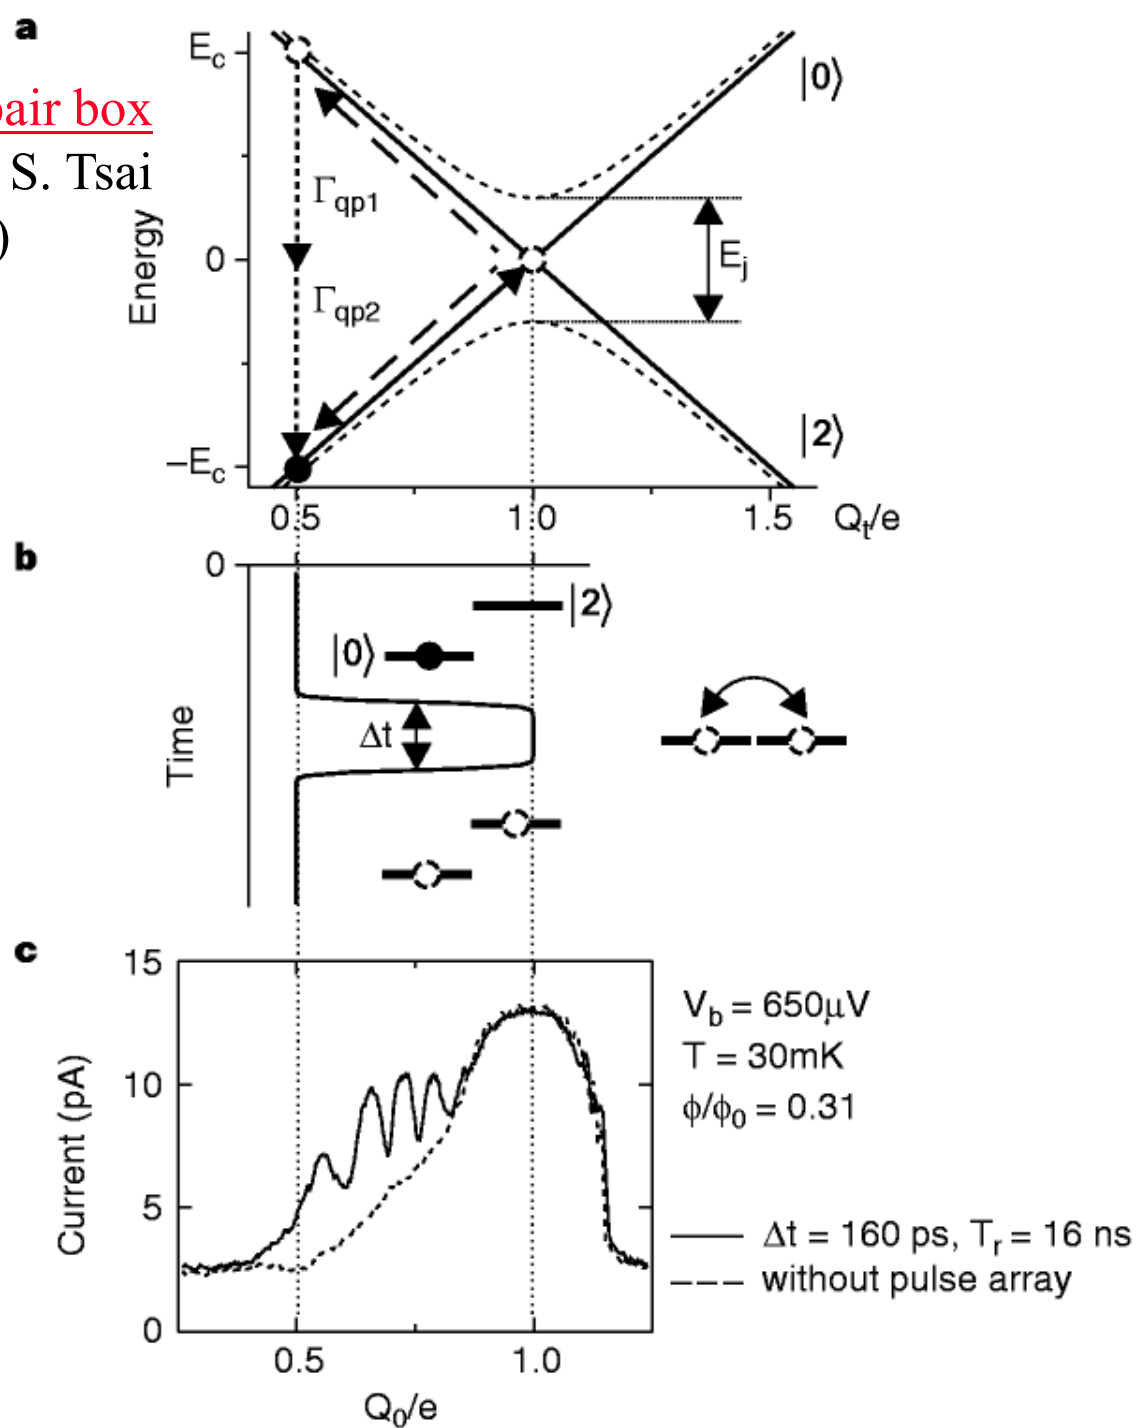 a
pair box
S. Tsai
)
E_c
Γ_qp1
Energy
0
Γ_qp2
–E_c
|0⟩
E_j
|2⟩
0.5
1.0
1.5
Q_t/e
b
0
|2⟩
|0⟩
Δt
Time
c
15
10
5
0
Current (pA)
0.5
1.0
Q_0/e
V_b = 650μV
T = 30mK
ϕ/ϕ_0 = 0.31
Δt = 160 ps, T_r = 16 ns
without pulse array